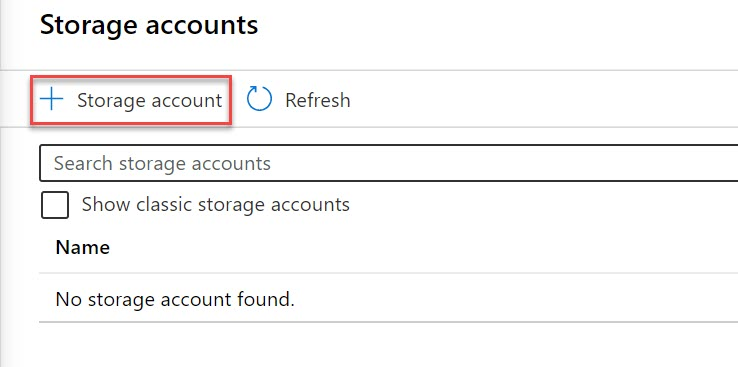 Storage accounts
+ Storage account Refresh
Search storage accounts
Show classic storage accounts
Name
No storage account found.